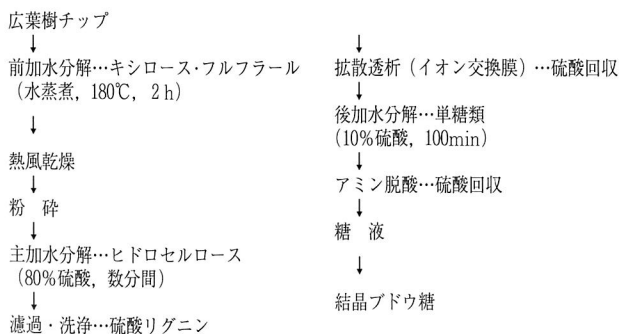 広葉樹チップ
↓
前加水分解…キシロース・フルフラール
(水蒸煮, 180℃, 2h)
↓
熱風乾燥
↓
粉 砕
↓
主加水分解…ヒドロセルロース
(80%硫酸, 数分間)
↓
濾過・洗浄…硫酸リグニン
↓
拡散透析(イオン交換膜)…硫酸回収
↓
後加水分解…単糖類
(10%硫酸, 100min)
↓
アミン脱酸…硫酸回収
↓
糖 液
↓
結晶ブドウ糖